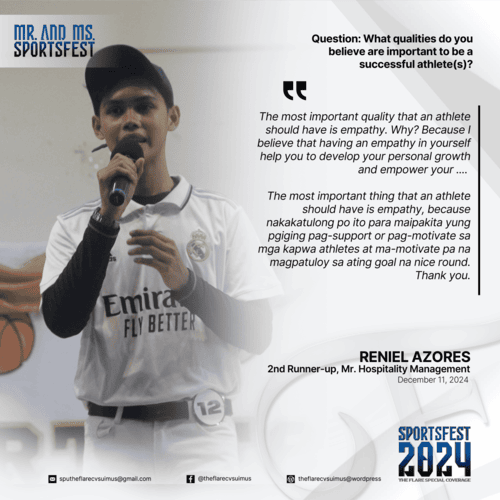 MR. AND MS.
SPORTSFEST
Question: What qualities do you
believe are important to be a
successful athlete(s)?
The most important quality that an athlete
should have is empathy. Why? Because I
believe that having an empathy in yourself
help you to develop your personal growth
and empower your ....
The most important thing that an athlete
should have is empathy, because
nakakatulong po ito para maipakita yung
pgiging pag-support or pag-motivate sa
mga kapwa athletes at ma-motivate pa na
magpatuloy sa ating goal na nice round.
Thank you.
Emira
FLY BETTER
12
RENIEL AZORES
2nd Runner-up, Mr. Hospitality Management
December 11, 2024
SPORTSFEST
2024
THE FLARE SPECIAL COVERAGE
sputheflarecvsuimus@gmail.com
@theflarecvsuimus
theflarecvsuimus@wordpress